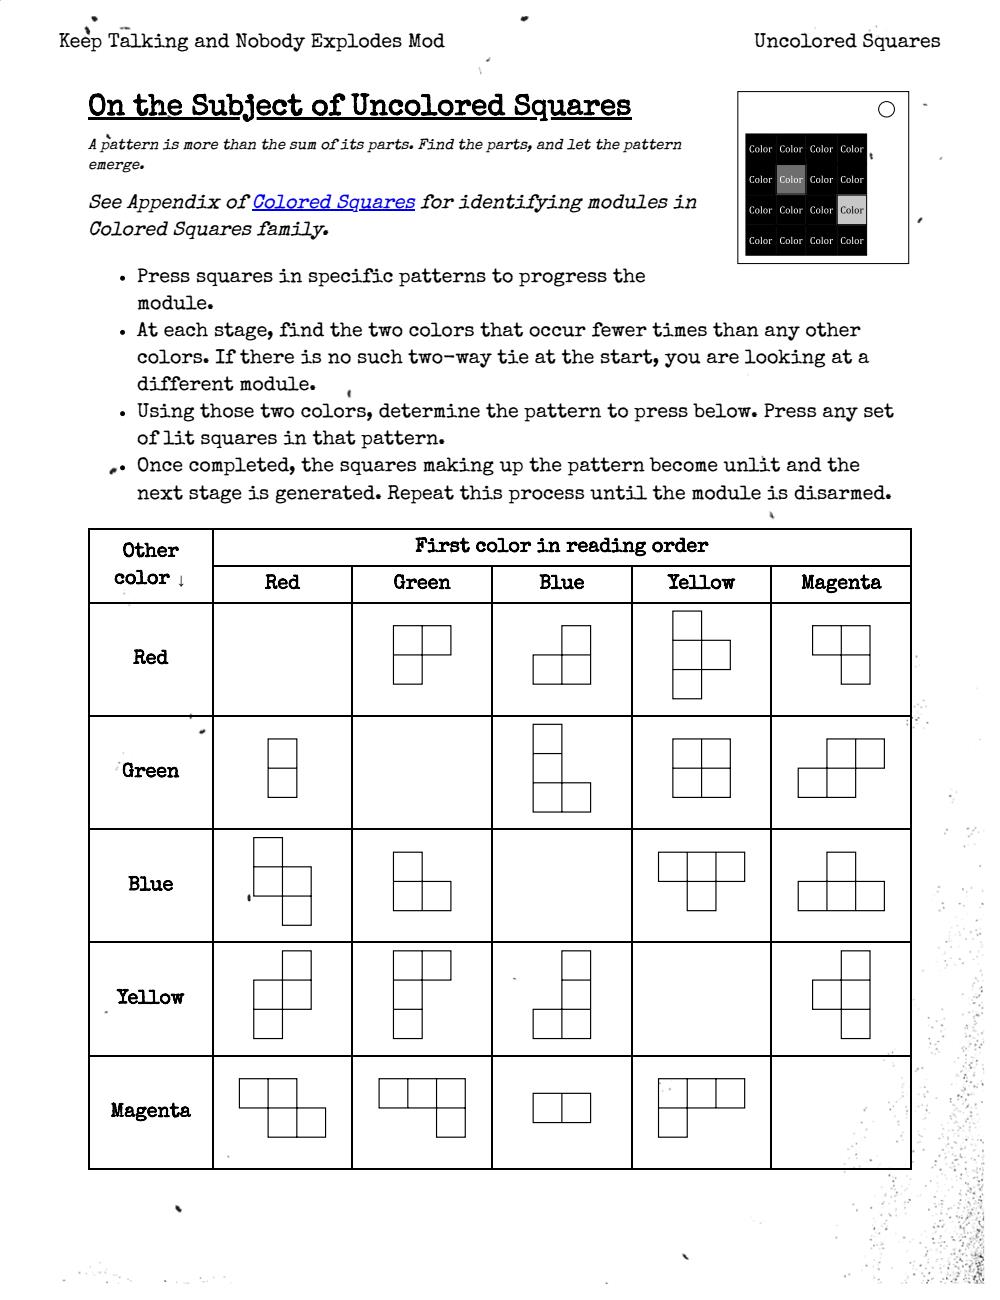 Keep Talking and Nobody Explodes Mod
Uncolored Squares
On the Subject of Uncolored Squares
A pattern is more than the sum of its parts. Find the parts, and let the pattern
emerge.
See Appendix of Colored Squares for identifying modules in
Colored Squares family.
Color Color Color Color
Color Color Color Color
Color Color Color Color
Color Color Color Color
• Press squares in specific patterns to progress the
module.
• At each stage, find the two colors that occur fewer times than any other
colors. If there is no such two-way tie at the start, you are looking at a
different module.
• Using those two colors, determine the pattern to press below. Press any set
of lit squares in that pattern.
• Once completed, the squares making up the pattern become unlit and the
next stage is generated. Repeat this process until the module is disarmed.
Other
color ↓
First color in reading order
Red Green Blue Yellow Magenta
Red
Green
Blue
Yellow
Magenta